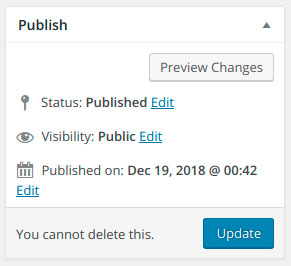 Publish
Preview Changes
Status: Published Edit
Visibility: Public Edit
Published on: Dec 19, 2018 @ 00:42
Edit
You cannot delete this.
Update